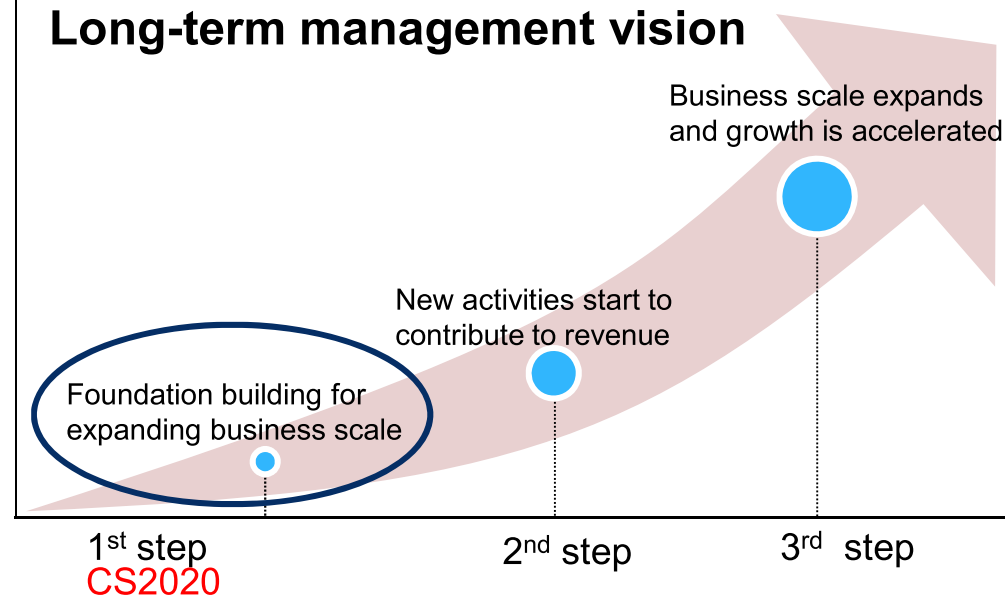 Long-term management vision
Business scale expands
and growth is accelerated
New activities start to
contribute to revenue
Foundation building for
expanding business scale
1st step
CS2020
2nd step
3rd step